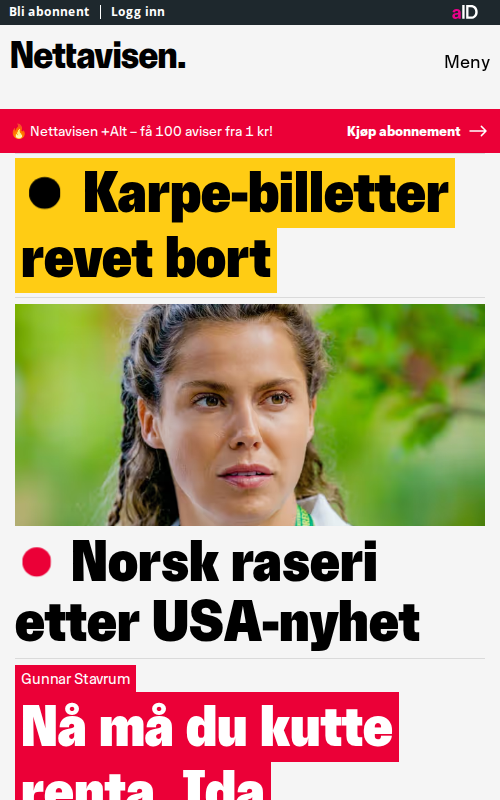 Bli abonnent | Logg inn
aID
Nettavisen.
Meny
🔥 Nettavisen +Alt – få 100 aviser fra 1 kr!
Kjøp abonnement →
● Karpe-billetter
revet bort
● Norsk raseri
etter USA-nyhet
Gunnar Stavrum
Nå må du kutte
renta, Ida